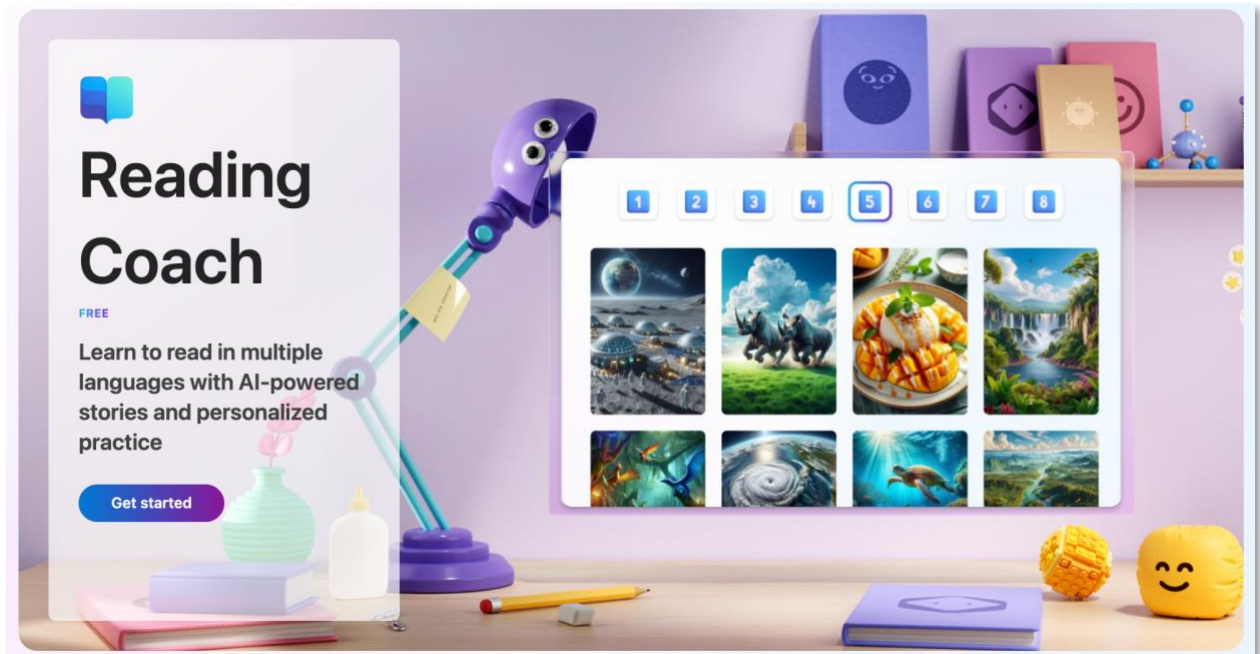 Reading
Coach
FREE
Learn to read in multiple
languages with AI-powered
stories and personalized
practice
Get started
1 2 3 4 5 6 7 8